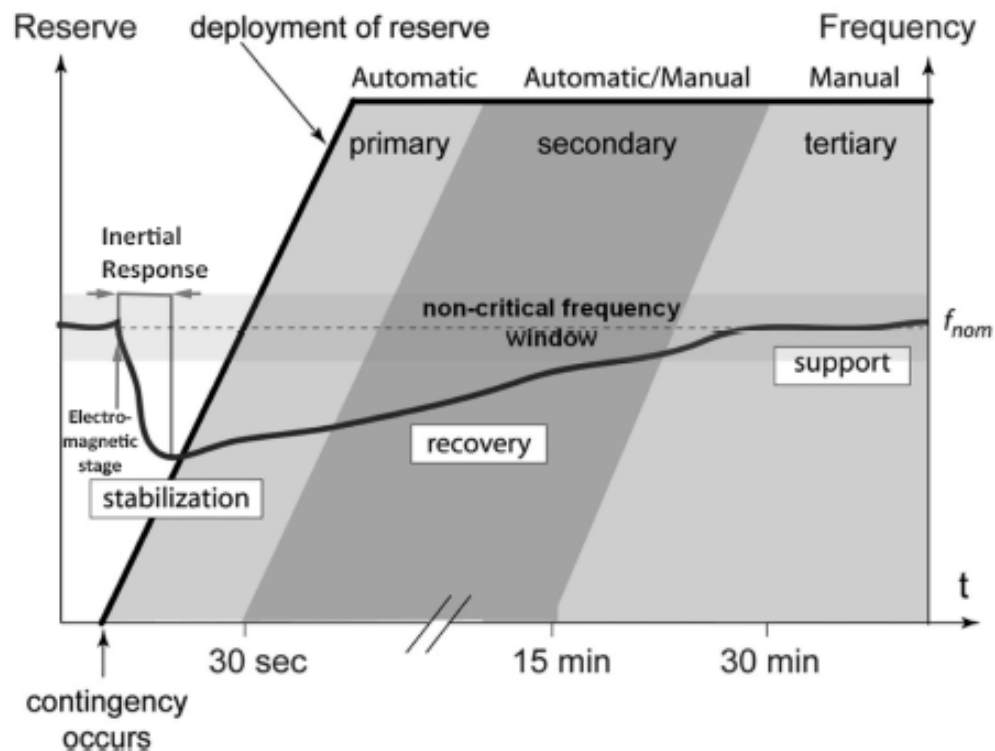 Reserve
deployment of reserve
Frequency
Automatic
Automatic/Manual
Manual
primary
secondary
tertiary
Inertial
Response
non-critical frequency
window
fnom
support
Electro-
magnetic
stage
recovery
stabilization
t
30 sec
15 min
30 min
contingency
occurs